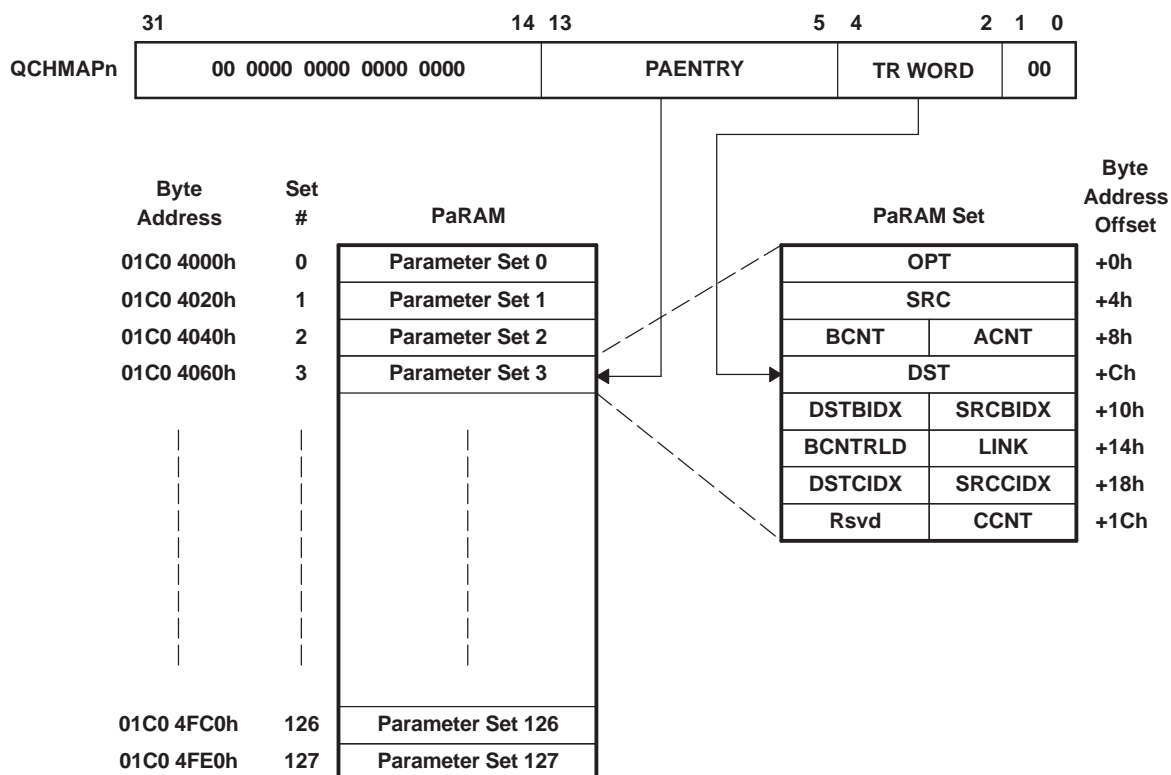 31 14 13 5 4 2 1 0
QCHMAPn 00 0000 0000 0000 0000 PAENTRY TR WORD 00
Byte Address
Set #
PaRAM
01C0 4000h 0 Parameter Set 0
01C0 4020h 1 Parameter Set 1
01C0 4040h 2 Parameter Set 2
01C0 4060h 3 Parameter Set 3
01C0 4FC0h 126 Parameter Set 126
01C0 4FE0h 127 Parameter Set 127
PaRAM Set
Byte
Address
Offset
OPT +0h
SRC +4h
BCNT ACNT +8h
DST +Ch
DSTBIDX SRCBIDX +10h
BCNTRLD LINK +14h
DSTCIDX SRCCIDX +18h
Rsvd CCNT +1Ch